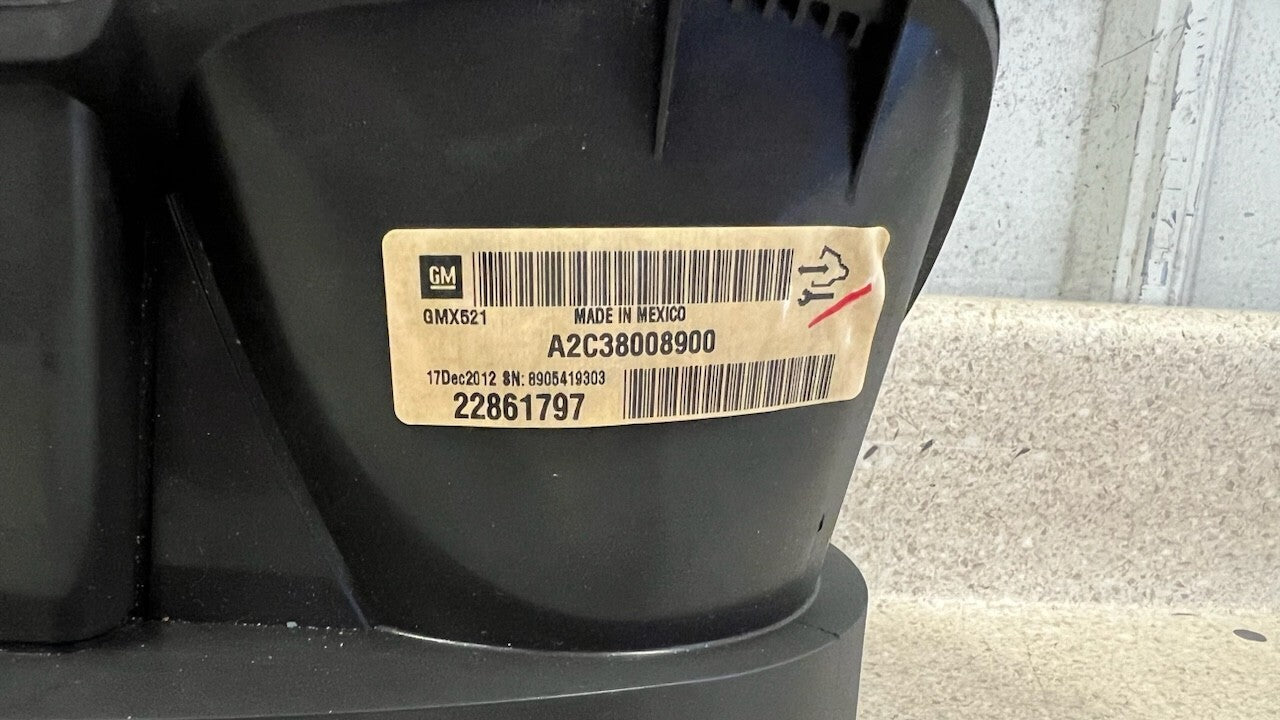 GM
GMX521 MADE IN MEXICO
A2C38008900
17Dec2012 SN: 8905419303
22861797